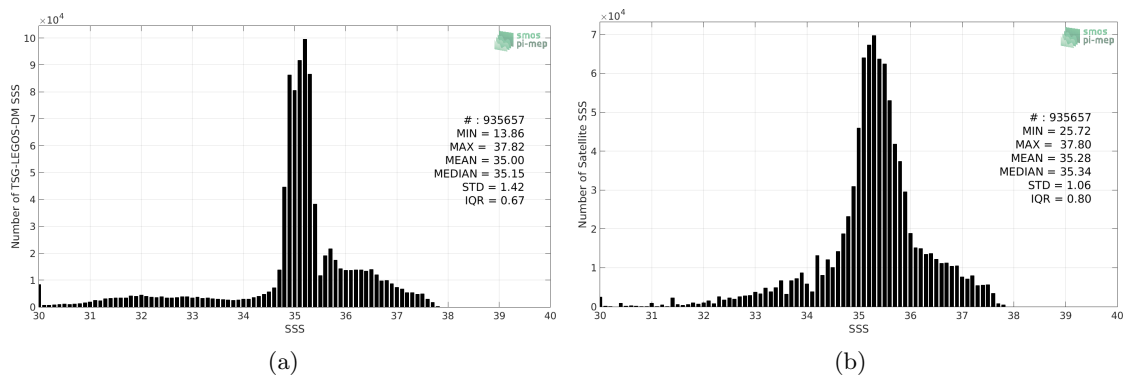 ×10⁴
smos
pi-mep
10
9
8
7
6
5
4
3
2
1
0
Number of TSG-LEGOS-DM SSS
# : 935657
MIN = 13.86
MAX = 37.82
MEAN = 35.00
MEDIAN = 35.15
STD = 1.42
IQR = 0.67
30 31 32 33 34 35 36 37 38 39 40
SSS
(a)
×10⁴
smos
pi-mep
7
6
5
4
3
2
1
0
Number of Satellite SSS
# : 935657
MIN = 25.72
MAX = 37.80
MEAN = 35.28
MEDIAN = 35.34
STD = 1.06
IQR = 0.80
30 31 32 33 34 35 36 37 38 39 40
SSS
(b)